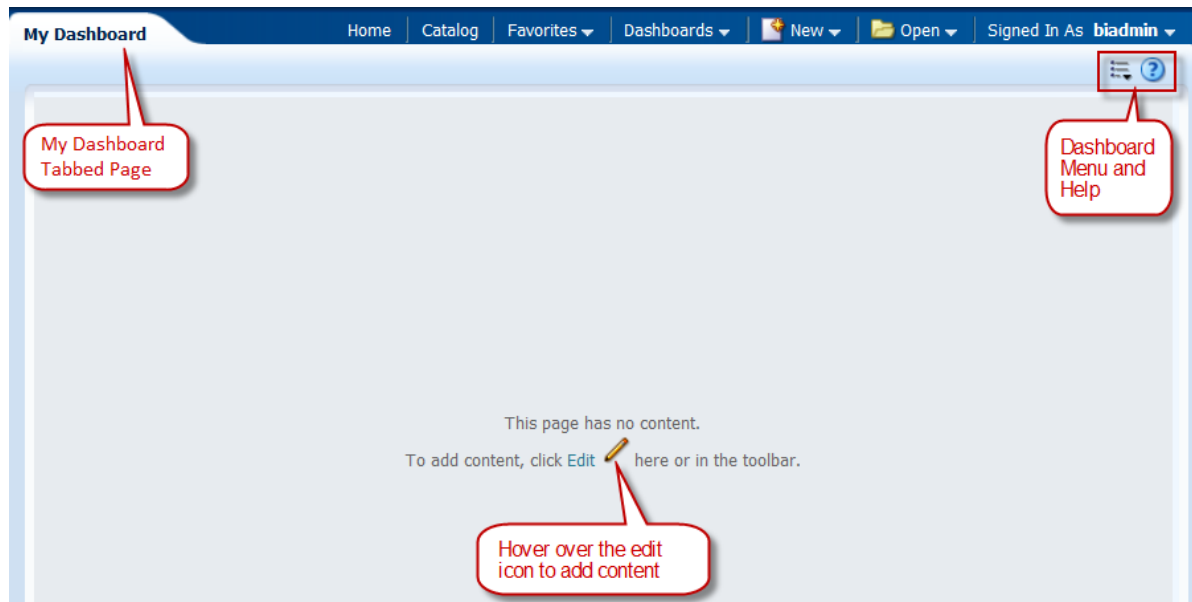 My Dashboard
Home Catalog Favorites Dashboards New Open Signed In As biadmin
My Dashboard
Tabbed Page
Dashboard
Menu and
Help
This page has no content.
To add content, click Edit here or in the toolbar.
Hover over the edit
icon to add content